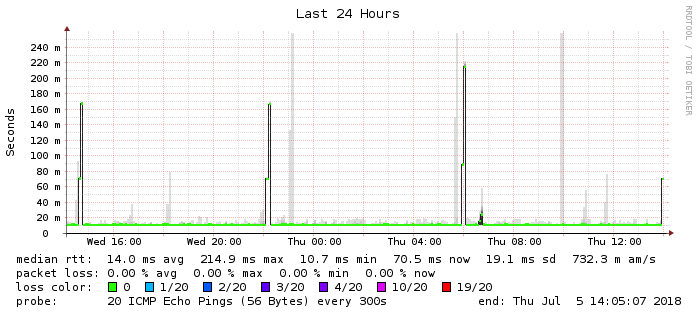 Last 24 Hours
RRDTOOL / TOBI OETIKER
Seconds
240 m
220 m
200 m
180 m
160 m
140 m
120 m
100 m
80 m
60 m
40 m
20 m
0
Wed 16:00 Wed 20:00 Thu 00:00 Thu 04:00 Thu 08:00 Thu 12:00
median rtt: 14.0 ms avg 214.9 ms max 10.7 ms min 70.5 ms now 19.1 ms sd 732.3 m am/s
packet loss: 0.00 % avg 0.00 % max 0.00 % min 0.00 % now
loss color: 0 1/20 2/20 3/20 4/20 10/20 19/20
probe: 20 ICMP Echo Pings (56 Bytes) every 300s end: Thu Jul 5 14:05:07 2018